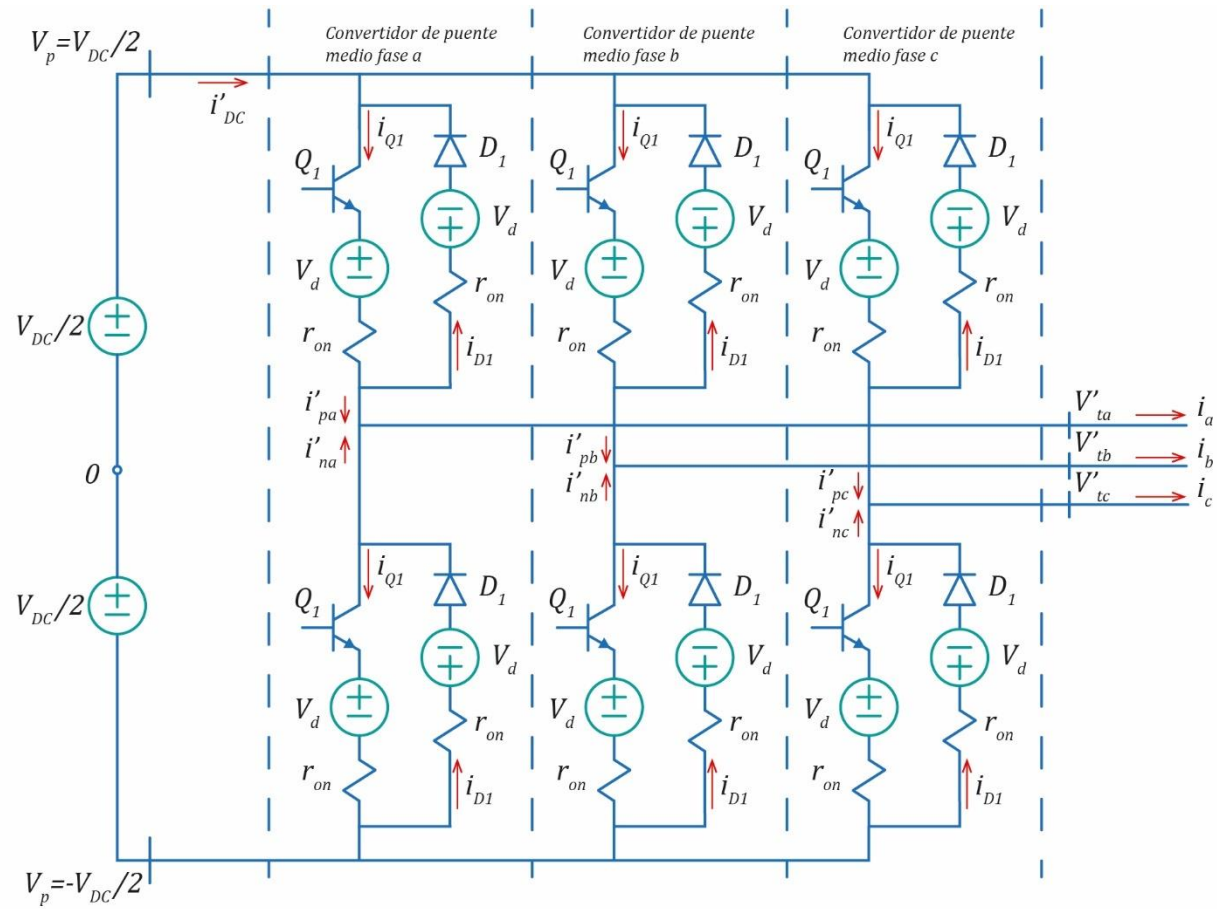 Convertidor de puente
medio fase a
Convertidor de puente
medio fase b
Convertidor de puente
medio fase c
V_p=V_DC/2
i'_DC
i_Q1
Q_1
D_1
V_d
V_d
r_on
r_on
i_D1
i_Q1
Q_1
D_1
V_d
V_d
r_on
r_on
i_D1
i_Q1
Q_1
D_1
V_d
V_d
r_on
r_on
i_D1
V_DC/2
0
V_DC/2
i'_pa
i'_na
i'_pb
i'_nb
i'_pc
i'_nc
V'_ta
i_a
V'_tb
i_b
V'_tc
i_c
i_Q1
Q_1
D_1
V_d
V_d
r_on
r_on
i_D1
i_Q1
Q_1
D_1
V_d
V_d
r_on
r_on
i_D1
i_Q1
Q_1
D_1
V_d
V_d
r_on
r_on
i_D1
V_p=-V_DC/2